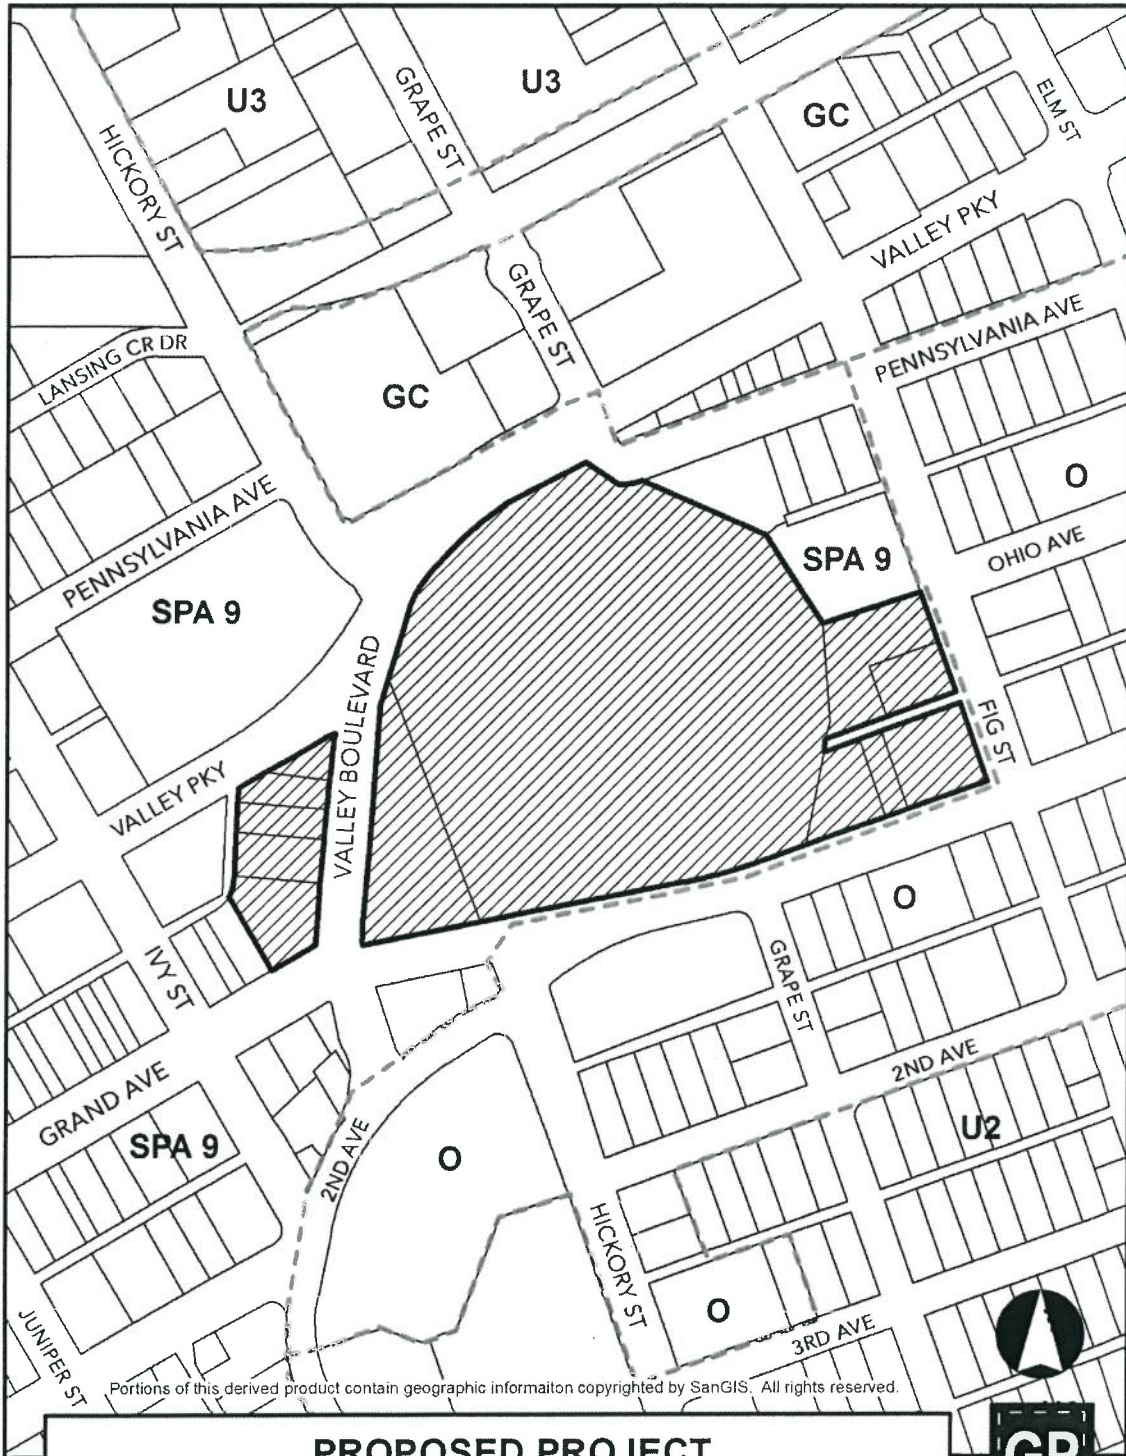 U3
U3
GRAPE ST
GC
ELM ST
HICKORY ST
VALLEY PKY
GRAPE ST
PENNSYLVANIA AVE
LANSING CR DR
GC
O
PENNSYLVANIA AVE
OHIO AVE
SPA 9
SPA 9
VALLEY BOULEVARD
FIG ST
VALLEY PKY
O
IVY ST
GRAPE ST
2ND AVE
GRAND AVE
U2
SPA 9
2ND AVE
O
HICKORY ST
O
3RD AVE
JUNIPER ST
Portions of this derived product contain geographic informaiton copyrighted by SanGIS. All rights reserved.
PROPOSED PROJECT
GP